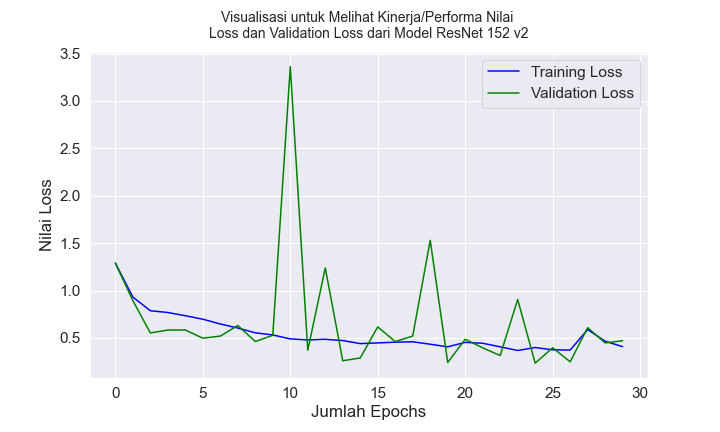 Visualisasi untuk Melihat Kinerja/Performa Nilai
Loss dan Validation Loss dari Model ResNet 152 v2
3.5
3.0
2.5
2.0
1.5
1.0
0.5
Nilai Loss
Training Loss
Validation Loss
0 5 10 15 20 25 30
Jumlah Epochs